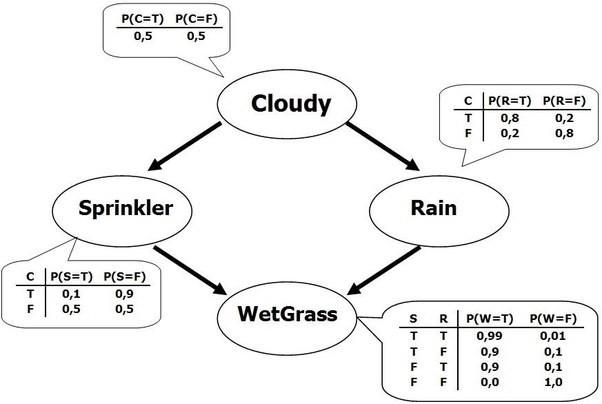 P(C=T) P(C=F)
0,5 0,5
Cloudy
C P(R=T) P(R=F)
T 0,8 0,2
F 0,2 0,8
Sprinkler
Rain
C P(S=T) P(S=F)
T 0,1 0,9
F 0,5 0,5
WetGrass
S R P(W=T) P(W=F)
T T 0,99 0,01
T F 0,9 0,1
F T 0,9 0,1
F F 0,0 1,0